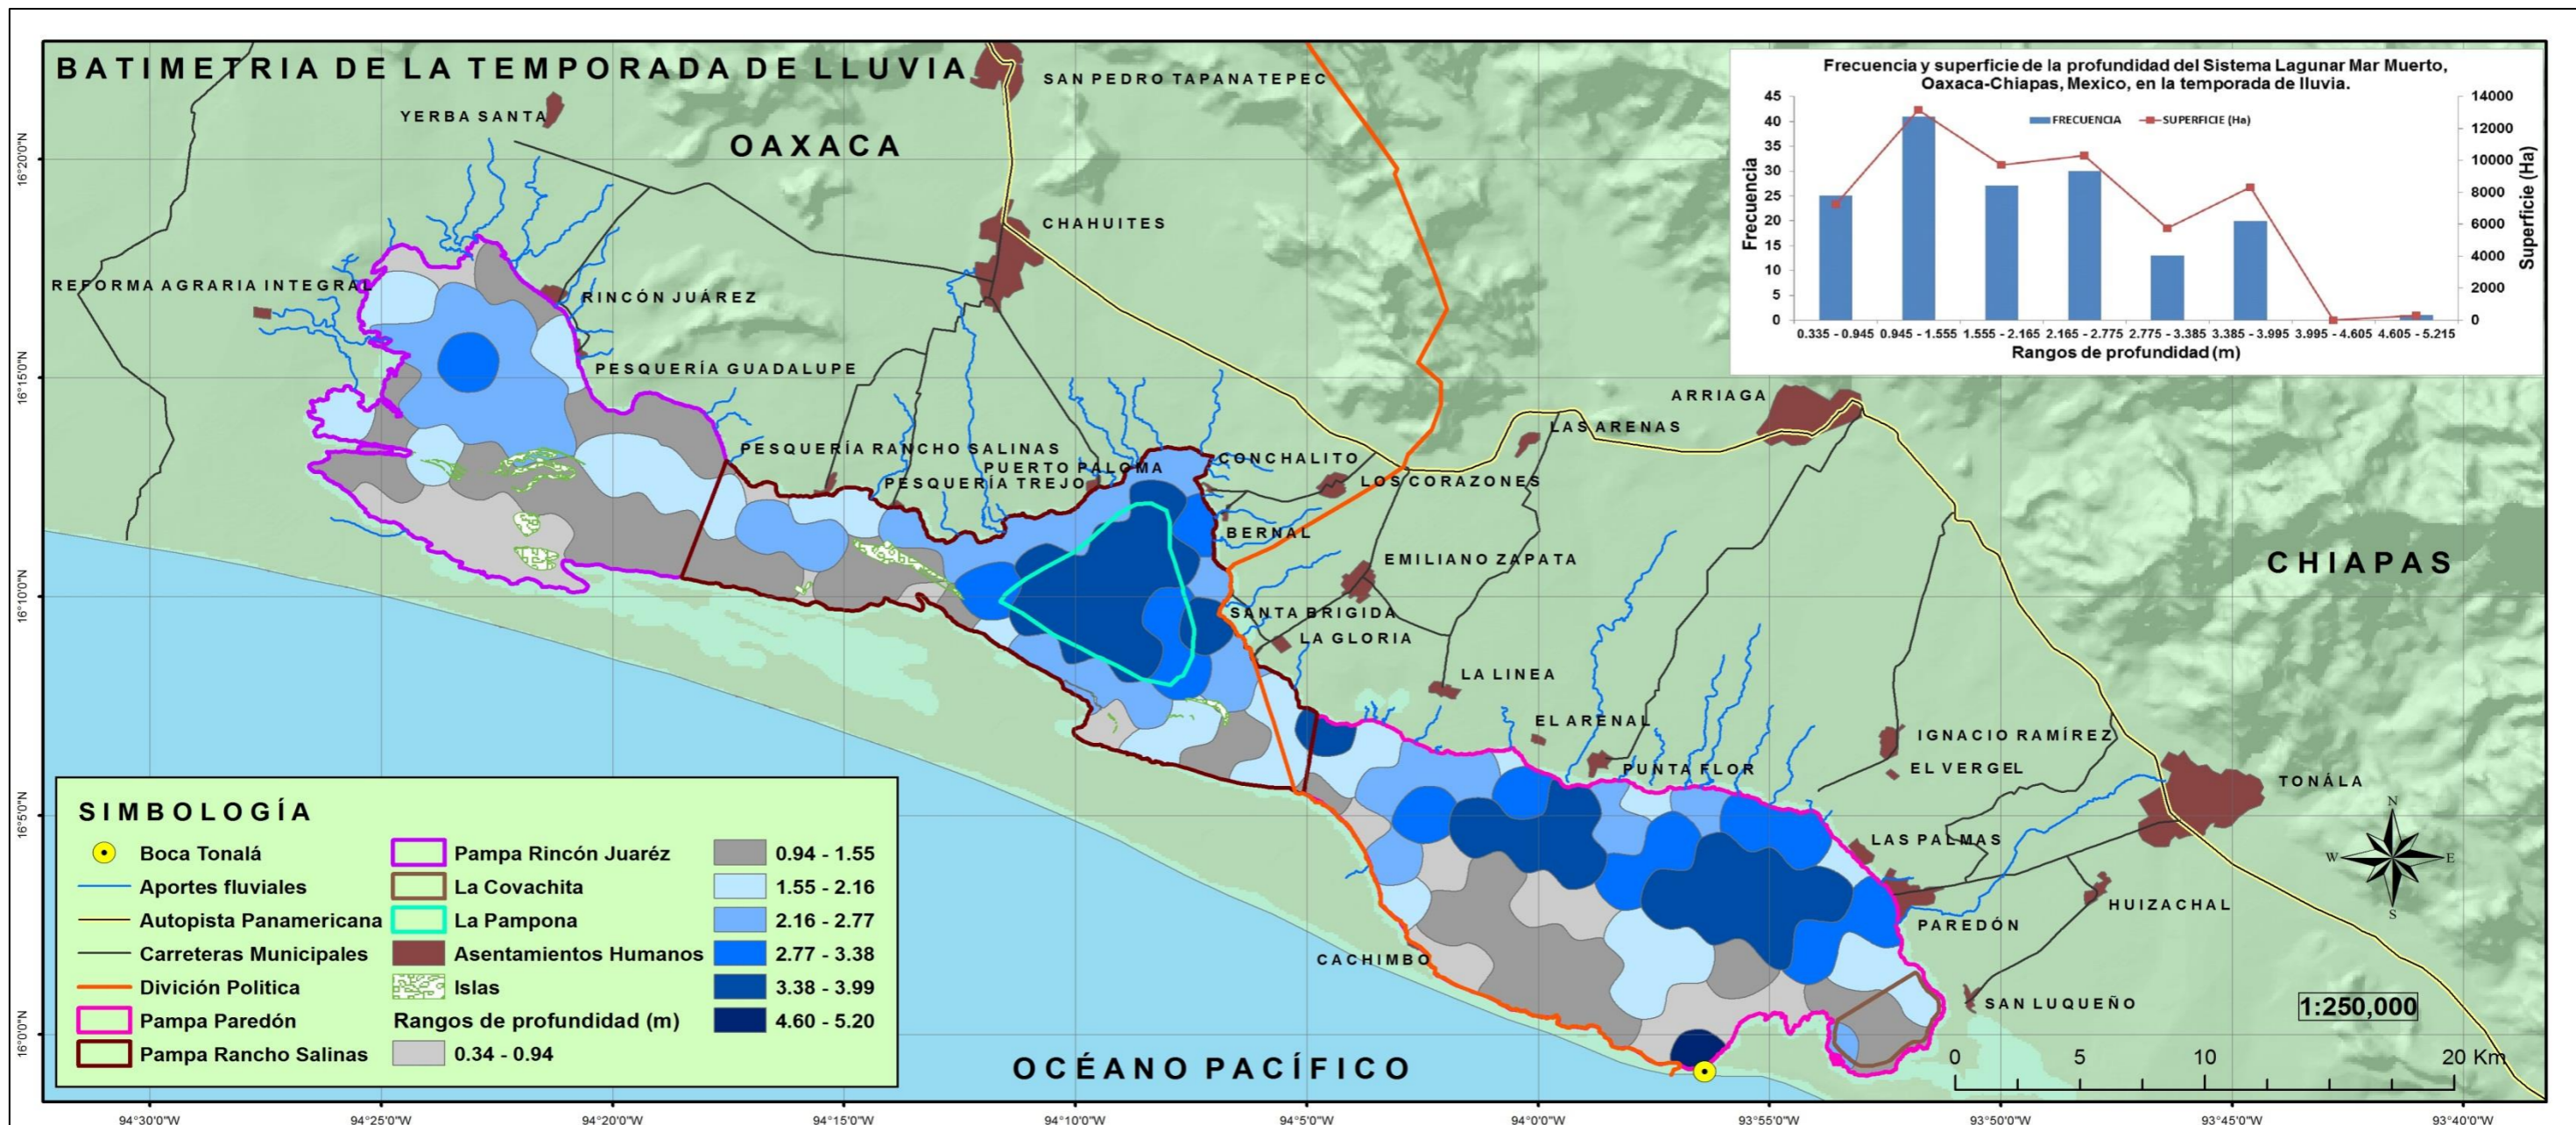 BATIMETRIA DE LA TEMPORADA DE LLUVIA
SAN PEDRO TAPANATEPEC
YERBA SANTA
OAXACA
CHAHUITES
REFORMA AGRARIA INTEGRAL
RINCÓN JUÁREZ
PESQUERÍA GUADALUPE
PESQUERÍA RANCHO SALINAS
PUERTO PALOMA
PESQUERÍA TREJO
CONCHALITO
LOS CORAZONES
BERNAL
ARRIAGA
LAS ARENAS
EMILIANO ZAPATA
CHIAPAS
SANTA BRIGIDA
LA GLORIA
LA LINEA
EL ARENAL
PUNTA FLOR
IGNACIO RAMÍREZ
EL VERGEL
TONÁLA
LAS PALMAS
HUIZACHAL
PAREDÓN
CACHIMBO
SAN LUQUEÑO
OCÉANO PACÍFICO
Frecuencia y superficie de la profundidad del Sistema Lagunar Mar Muerto,
Oaxaca-Chiapas, Mexico, en la temporada de lluvia.
FRECUENCIA
SUPERFICIE (Ha)
Frecuencia
45
40
35
30
25
20
15
10
5
0
Superficie (Ha)
14000
12000
10000
8000
6000
4000
2000
0
0.335 - 0.945 0.945 - 1.555 1.555 - 2.165 2.165 - 2.775 2.775 - 3.385 3.385 - 3.995 3.995 - 4.605 4.605 - 5.215
Rangos de profundidad (m)
SIMBOLOGÍA
Boca Tonalá
Aportes fluviales
Autopista Panamericana
Carreteras Municipales
División Politica
Pampa Paredón
Pampa Rancho Salinas
Pampa Rincón Juaréz
La Covachita
La Pampona
Asentamientos Humanos
Islas
Rangos de profundidad (m)
0.34 - 0.94
0.94 - 1.55
1.55 - 2.16
2.16 - 2.77
2.77 - 3.38
3.38 - 3.99
4.60 - 5.20
N
W E
S
1:250,000
0 5 10 20 Km
16°20'0"N
16°15'0"N
16°10'0"N
16°5'0"N
16°0'0"N
94°30'0"W 94°25'0"W 94°20'0"W 94°15'0"W 94°10'0"W 94°5'0"W 94°0'0"W 93°55'0"W 93°50'0"W 93°45'0"W 93°40'0"W